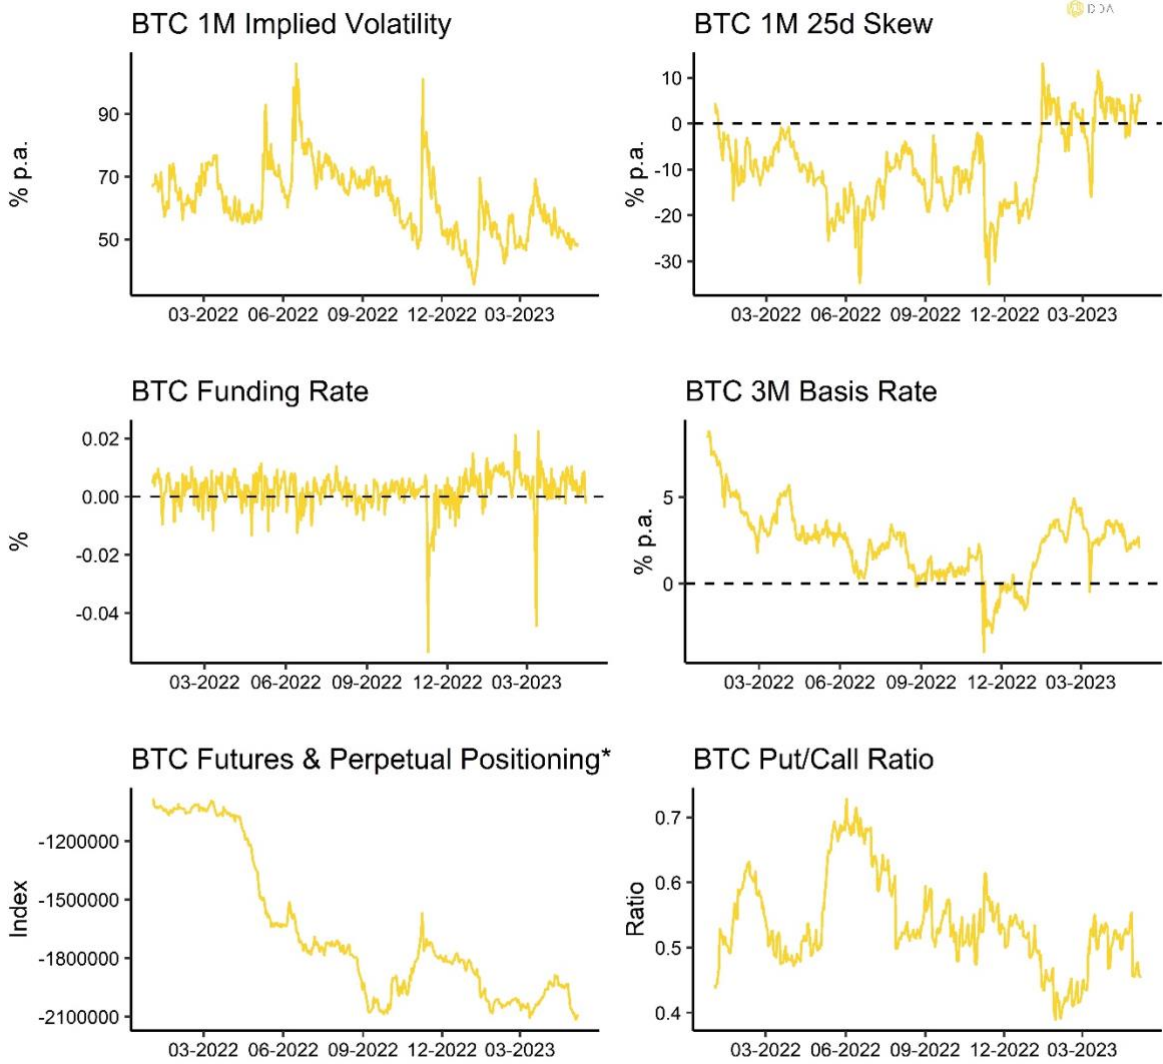 DDA
BTC 1M Implied Volatility
% p.a.
90
70
50
03-2022 06-2022 09-2022 12-2022 03-2023
BTC 1M 25d Skew
% p.a.
10
0
-10
-20
-30
03-2022 06-2022 09-2022 12-2022 03-2023
BTC Funding Rate
%
0.02
0.00
-0.02
-0.04
03-2022 06-2022 09-2022 12-2022 03-2023
BTC 3M Basis Rate
% p.a.
5
0
03-2022 06-2022 09-2022 12-2022 03-2023
BTC Futures & Perpetual Positioning*
Index
-1200000
-1500000
-1800000
-2100000
03-2022 06-2022 09-2022 12-2022 03-2023
BTC Put/Call Ratio
Ratio
0.7
0.6
0.5
0.4
03-2022 06-2022 09-2022 12-2022 03-2023